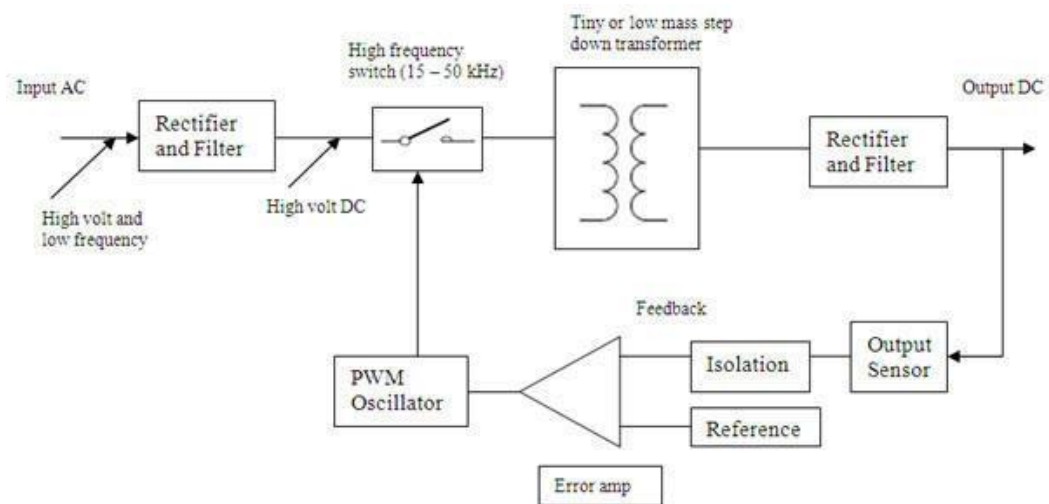 Tiny or low mass step
down transformer
High frequency
switch (15 – 50 kHz)
Input AC
Output DC
Rectifier
and Filter
Rectifier
and Filter
High volt and
low frequency
High volt DC
Feedback
PWM
Oscillator
Isolation
Output
Sensor
Reference
Error amp